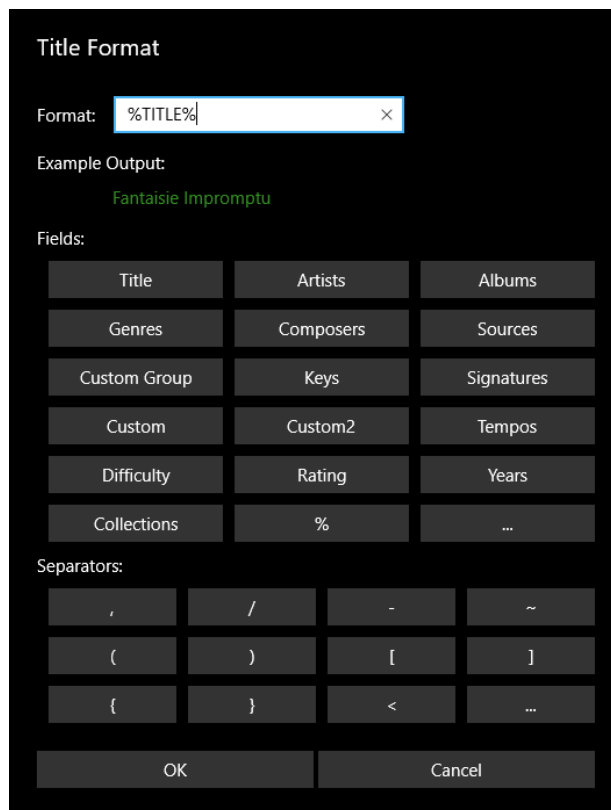 Title Format
Format: %TITLE% ×
Example Output:
Fantaisie Impromptu
Fields:
Title Artists Albums
Genres Composers Sources
Custom Group Keys Signatures
Custom Custom2 Tempos
Difficulty Rating Years
Collections % ...
Separators:
, / - ~
( ) [ ]
{ } < ...
OK Cancel